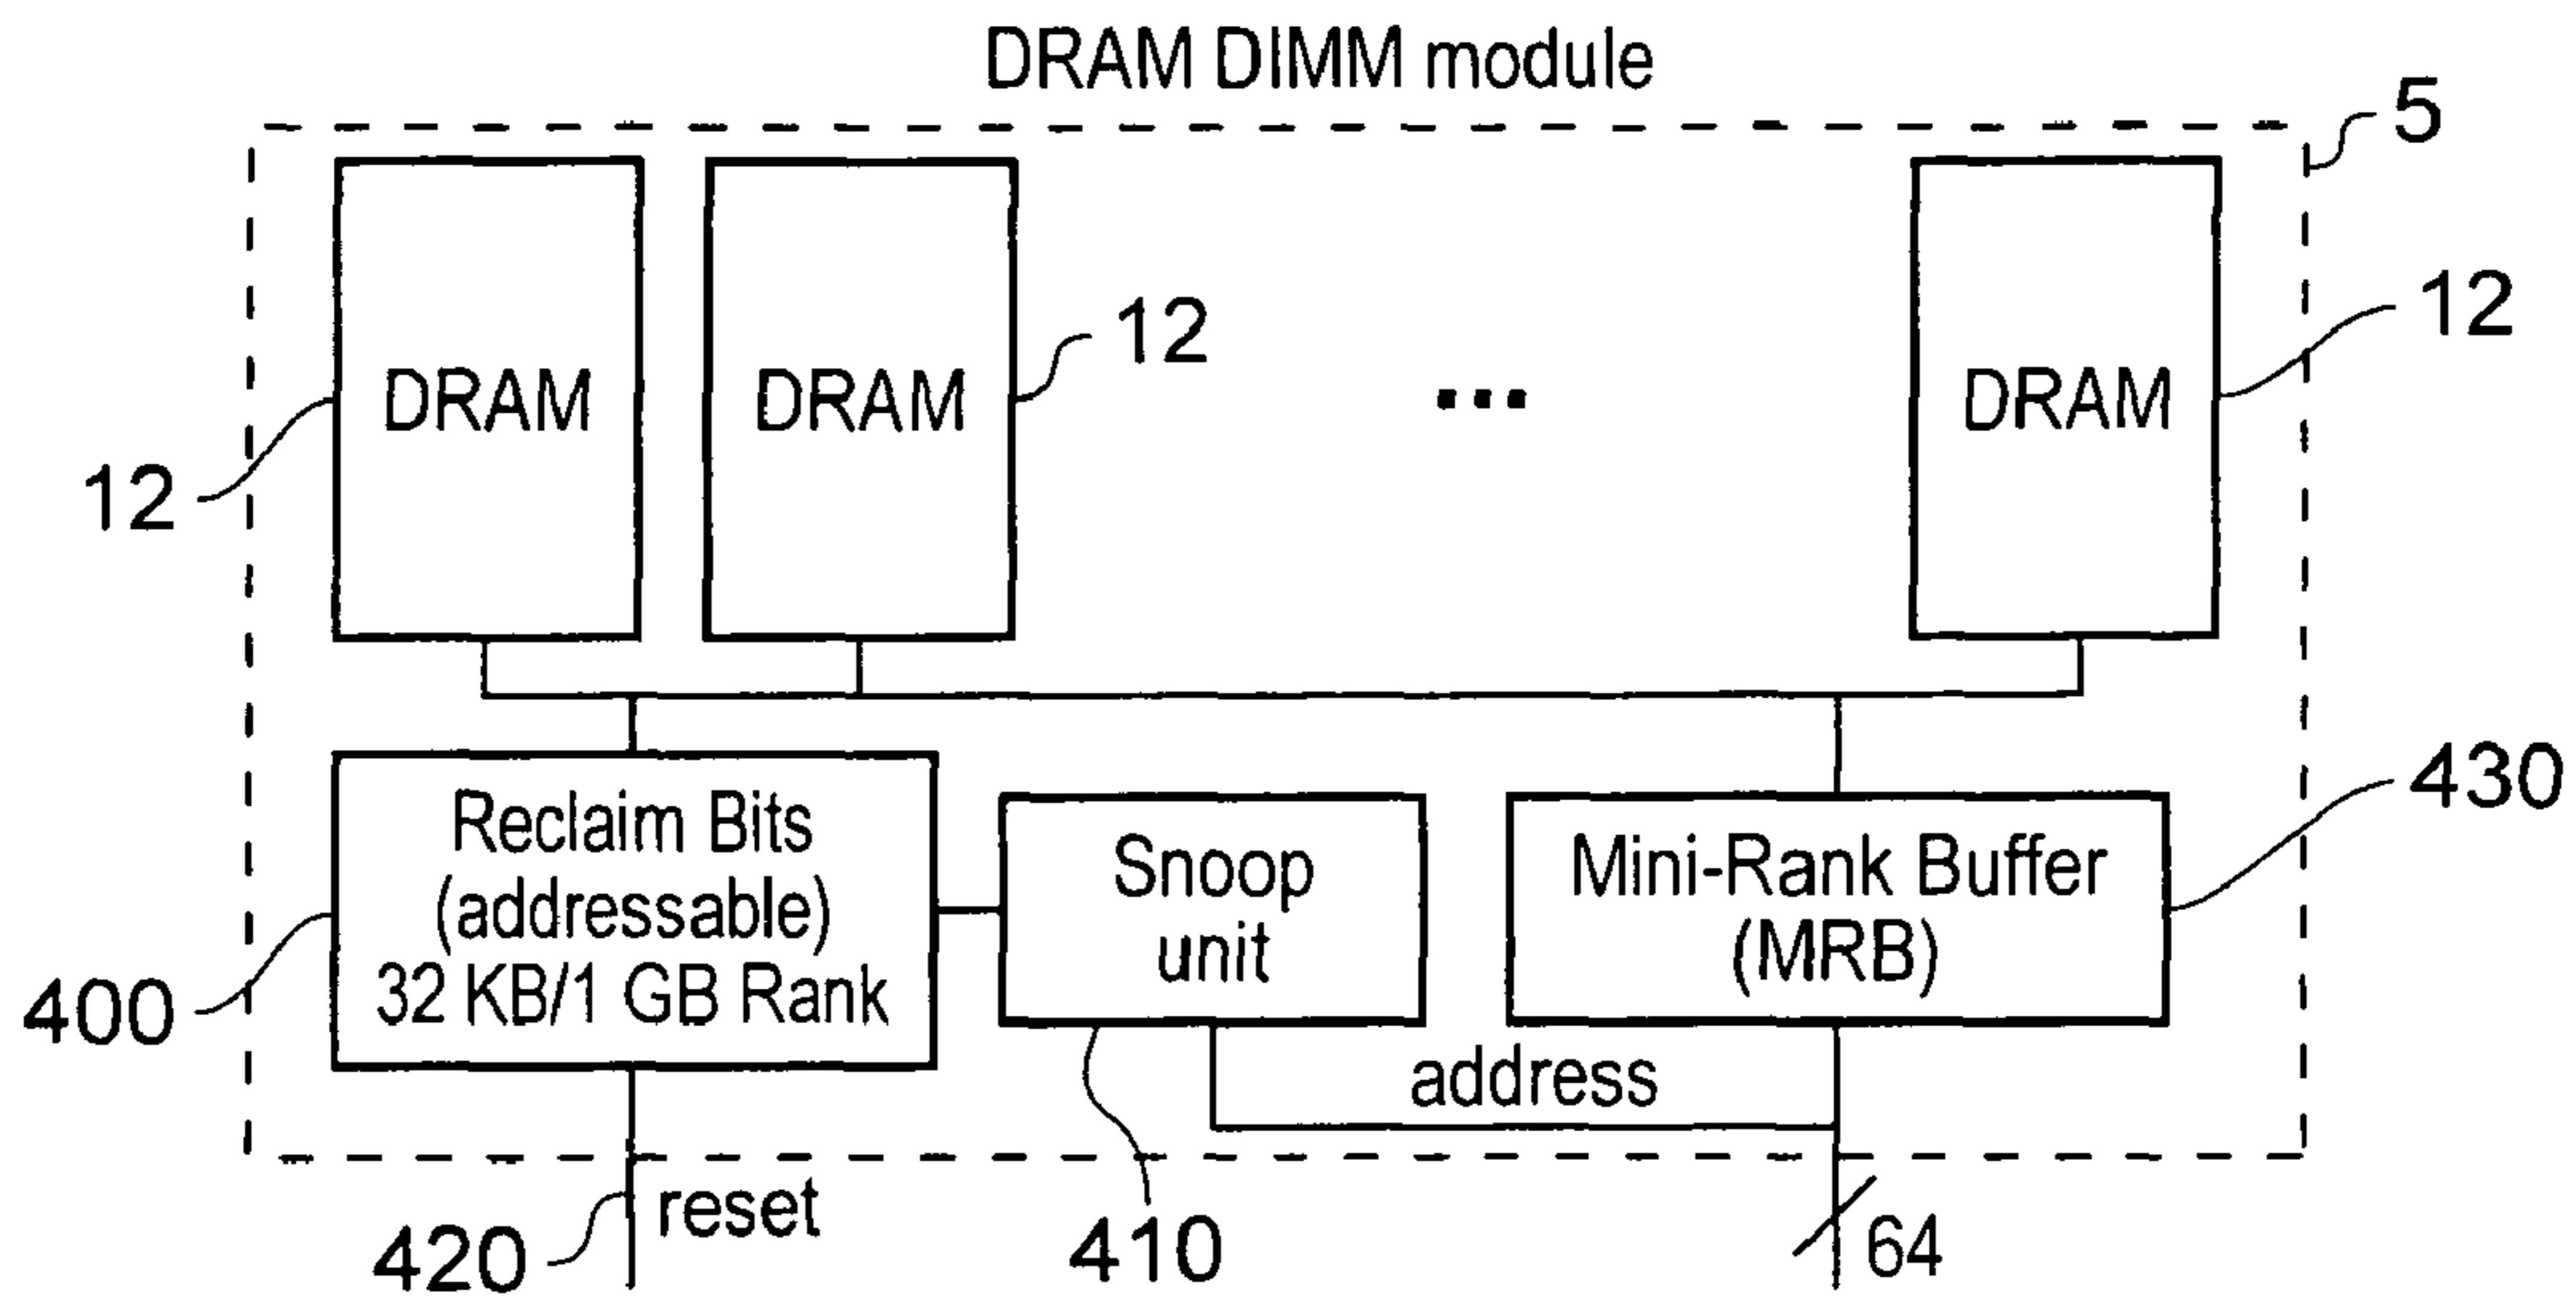 DRAM DIMM module
5
DRAM
DRAM
...
DRAM
12
12
12
Reclaim Bits
(addressable)
32 KB/1 GB Rank
Snoop
unit
Mini-Rank Buffer
(MRB)
430
400
address
reset
420
410
64